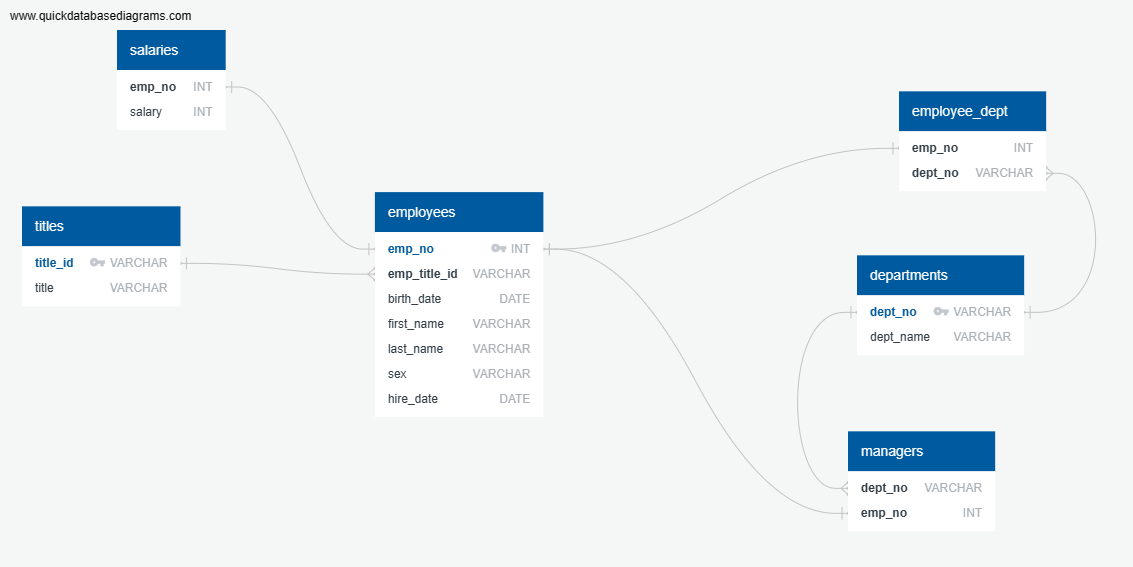 www.quickdatabasediagrams.com
salaries
emp_no INT
salary INT
titles
title_id VARCHAR
title VARCHAR
employees
emp_no INT
emp_title_id VARCHAR
birth_date DATE
first_name VARCHAR
last_name VARCHAR
sex VARCHAR
hire_date DATE
employee_dept
emp_no INT
dept_no VARCHAR
departments
dept_no VARCHAR
dept_name VARCHAR
managers
dept_no VARCHAR
emp_no INT